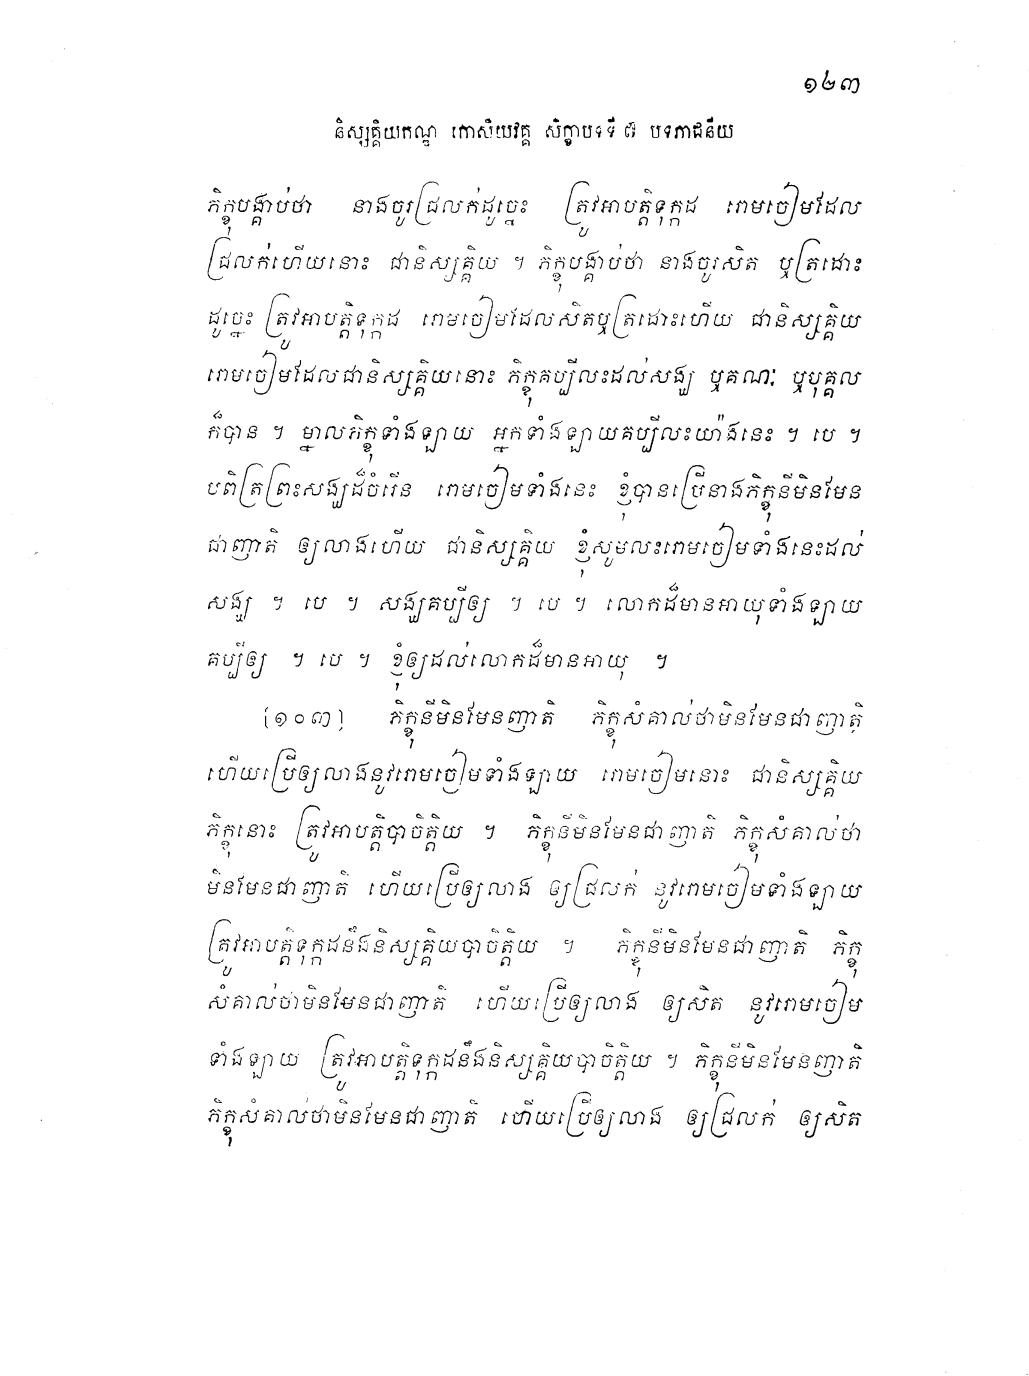 ១២៣
និស្សគ្គិយកណ្ឌ កោសិយវគ្គ សិក្ខាបទទី ៧ បទភាជនីយ
ភិក្ខុបង្គាប់ថា នាងចូរជ្រលក់ដូច្នេះ ត្រូវអាបត្តិទុក្កដ រោមចៀមដែល
ជ្រលក់ហើយនោះ ជានិស្សគ្គិយ ។ ភិក្ខុបង្គាប់ថា នាងចូរសិត ឬត្រដោះ
ដូច្នេះ ត្រូវអាបត្តិទុក្កដ រោមចៀមដែលសិតឬត្រដោះហើយ ជានិស្សគ្គិយ
រោមចៀមដែលជានិស្សគ្គិយនោះ ភិក្ខុគប្បីលះដល់សង្ឃ ឬគណៈ ឬបុគ្គល
ក៏បាន ។ ម្នាលភិក្ខុទាំងឡាយ អ្នកទាំងឡាយគប្បីលះយ៉ាងនេះ ។ បេ ។
បពិត្រព្រះសង្ឃដ៏ចំរើន រោមចៀមទាំងនេះ ខ្ញុំបានប្រើនាងភិក្ខុនីមិនមែន
ជាញាតិ ឲ្យលាងហើយ ជានិស្សគ្គិយ ខ្ញុំសូមលះរោមចៀមទាំងនេះដល់
សង្ឃ ។ បេ ។ សង្ឃគប្បីឲ្យ ។ បេ ។ លោកដ៏មានអាយុទាំងឡាយ
គប្បីឲ្យ ។ បេ ។ ខ្ញុំឲ្យដល់លោកដ៏មានអាយុ ។
[១០៣] ភិក្ខុនីមិនមែនញាតិ ភិក្ខុសំគាល់ថាមិនមែនជាញាតិ
ហើយប្រើឲ្យលាងនូវរោមចៀមទាំងឡាយ រោមចៀមនោះ ជានិស្សគ្គិយ
ភិក្ខុនោះ ត្រូវអាបត្តិបាចិត្តិយ ។ ភិក្ខុនីមិនមែនជាញាតិ ភិក្ខុសំគាល់ថា
មិនមែនជាញាតិ ហើយប្រើឲ្យលាង ឲ្យជ្រលក់ នូវរោមចៀមទាំងឡាយ
ត្រូវអាបត្តិទុក្កដនឹងនិស្សគ្គិយបាចិត្តិយ ។ ភិក្ខុនីមិនមែនជាញាតិ ភិក្ខុ
សំគាល់ថាមិនមែនជាញាតិ ហើយប្រើឲ្យលាង ឲ្យសិត នូវរោមចៀម
ទាំងឡាយ ត្រូវអាបត្តិទុក្កដនឹងនិស្សគ្គិយបាចិត្តិយ ។ ភិក្ខុនីមិនមែនញាតិ
ភិក្ខុសំគាល់ថាមិនមែនជាញាតិ ហើយប្រើឲ្យលាង ឲ្យជ្រលក់ ឲ្យសិត